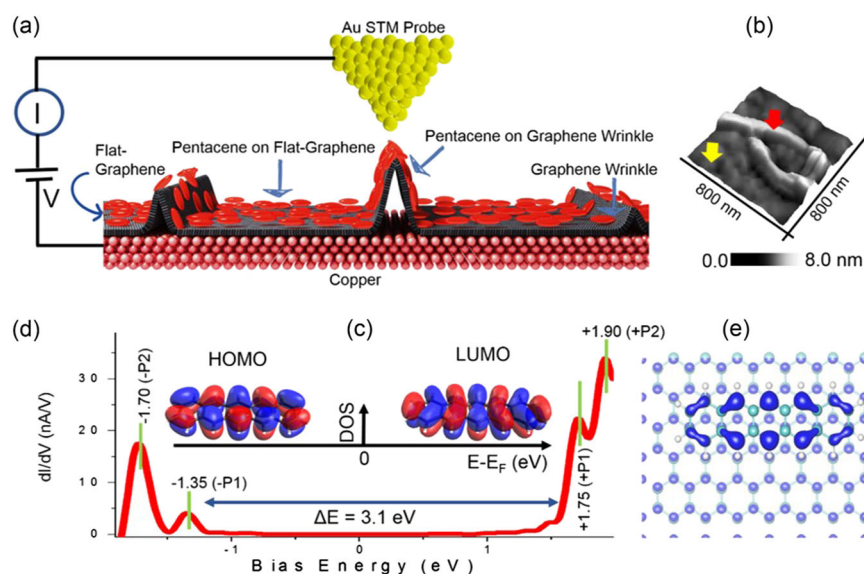 (a)
Au STM Probe
I
V
Flat-
Graphene
Pentacene on Flat-Graphene
Pentacene on Graphene Wrinkle
Graphene Wrinkle
Copper
(b)
800 nm
800 nm
0.0
8.0 nm
(d)
dI/dV (nA/V)
30
20
10
0
-1.70 (-P2)
-1.35 (-P1)
HOMO
(c)
LUMO
DOS
0
E-EF (eV)
ΔE = 3.1 eV
+1.75 (+P1)
+1.90 (+P2)
-1
0
1
Bias Energy (eV)
(e)